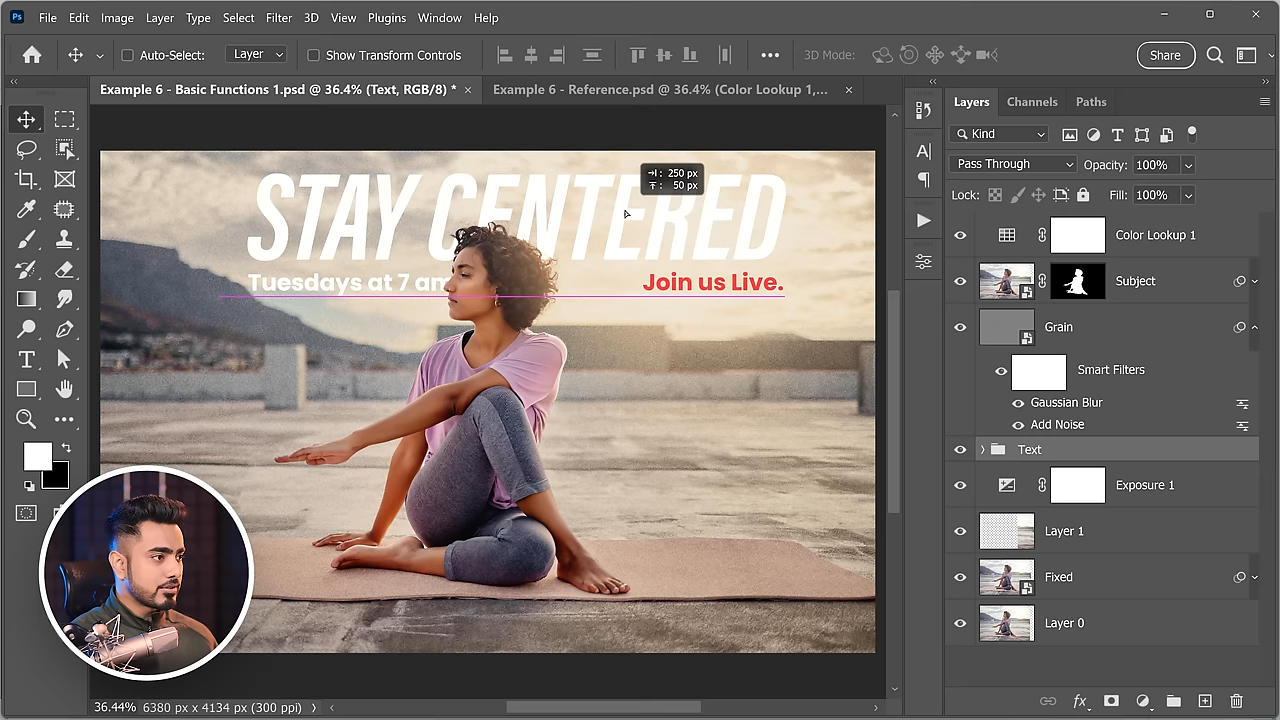 Ps File Edit Image Layer Type Select Filter 3D View Plugins Window Help
Auto-Select: Layer Show Transform Controls 3D Mode: Share
Example 6 - Basic Functions 1.psd @ 36.4% (Text, RGB/8) * Example 6 - Reference.psd @ 36.4% (Color Lookup 1,...
STAY CENTERED
250 px
50 px
Tuesdays at 7 am Join us Live.
Layers Channels Paths
Kind
Pass Through Opacity: 100%
Lock: Fill: 100%
Color Lookup 1
Subject
Grain
Smart Filters
Gaussian Blur
Add Noise
Text
Exposure 1
Layer 1
Fixed
Layer 0
36.44% 6380 px x 4134 px (300 ppi)